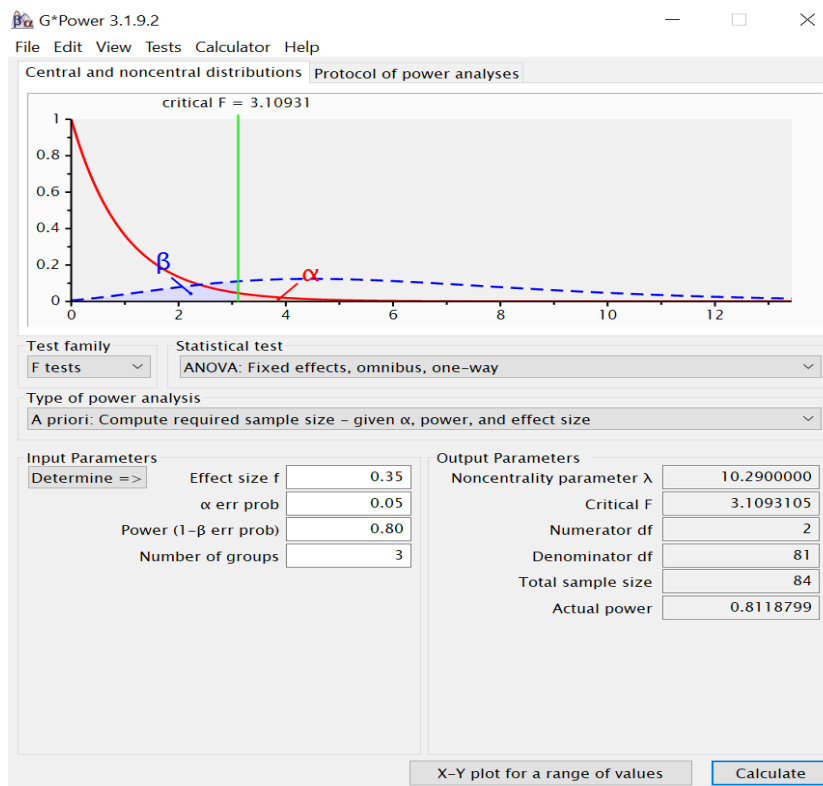 G*Power 3.1.9.2
File Edit View Tests Calculator Help
Central and noncentral distributions Protocol of power analyses
critical F = 3.10931
1
0.8
0.6
0.4
0.2
0
β
α
0 2 4 6 8 10 12
Test family
F tests
Statistical test
ANOVA: Fixed effects, omnibus, one-way
Type of power analysis
A priori: Compute required sample size - given α, power, and effect size
Input Parameters
Determine =>
Effect size f 0.35
α err prob 0.05
Power (1-β err prob) 0.80
Number of groups 3
Output Parameters
Noncentrality parameter λ 10.2900000
Critical F 3.1093105
Numerator df 2
Denominator df 81
Total sample size 84
Actual power 0.8118799
X-Y plot for a range of values
Calculate